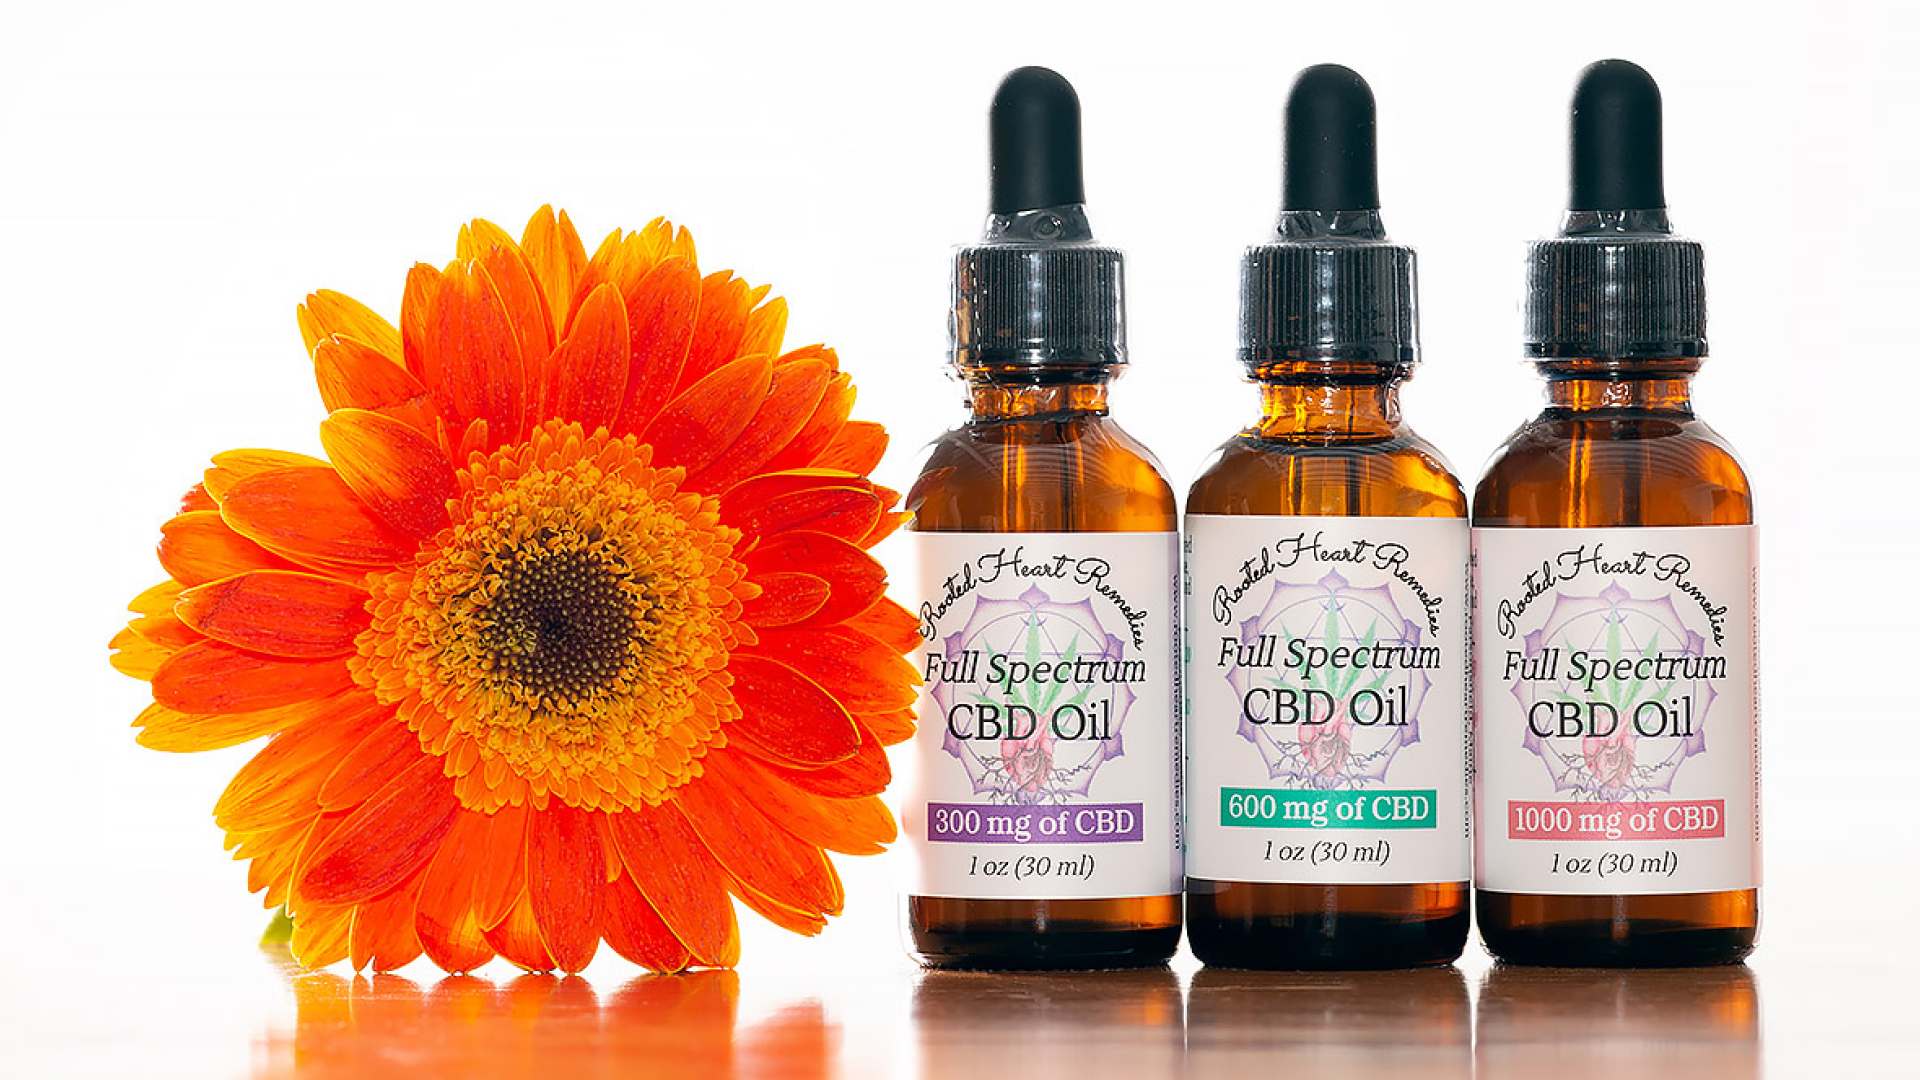 Rooted Heart Remedies
Full Spectrum
CBD Oil
300 mg of CBD
1 oz (30 ml)
Rooted Heart Remedies
Full Spectrum
CBD Oil
600 mg of CBD
1 oz (30 ml)
Rooted Heart Remedies
Full Spectrum
CBD Oil
1000 mg of CBD
1 oz (30 ml)